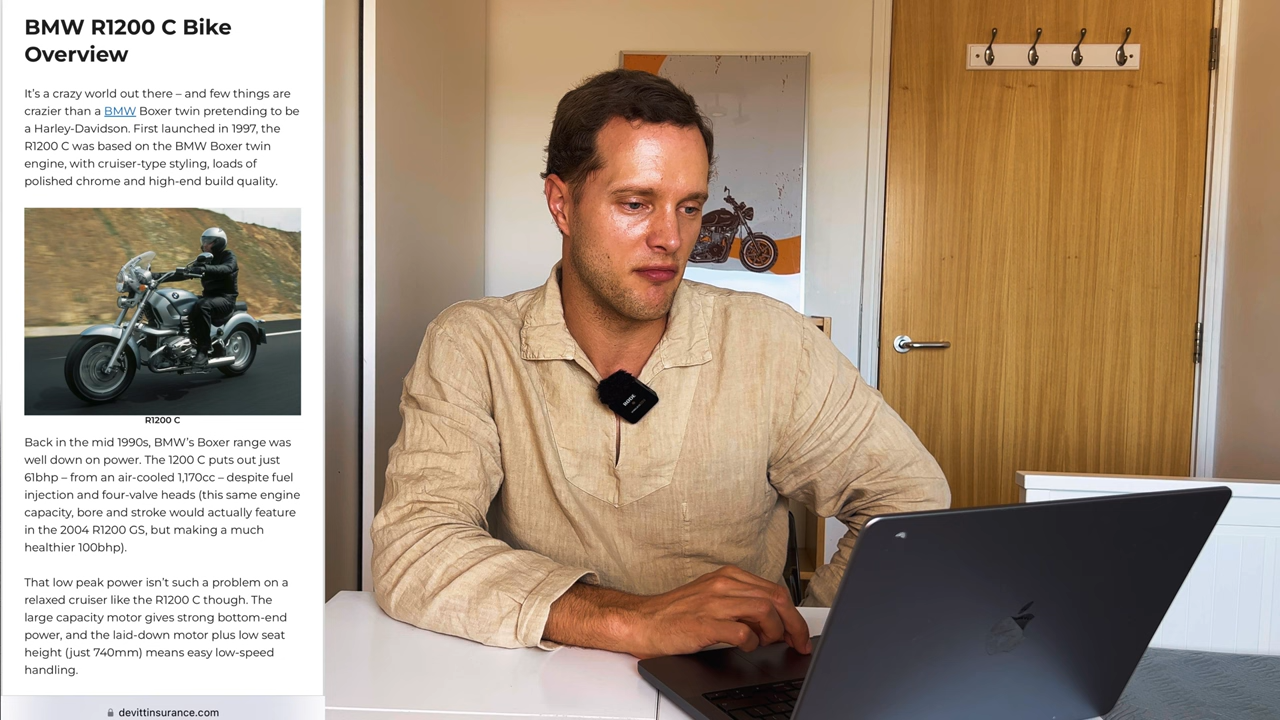 BMW R1200 C Bike
Overview
It’s a crazy world out there – and few things are
crazier than a BMW Boxer twin pretending to be
a Harley-Davidson. First launched in 1997, the
R1200 C was based on the BMW Boxer twin
engine, with cruiser-type styling, loads of
polished chrome and high-end build quality.
R1200 C
Back in the mid 1990s, BMW’s Boxer range was
well down on power. The 1200 C puts out just
61bhp – from an air-cooled 1,170cc – despite fuel
injection and four-valve heads (this same engine
capacity, bore and stroke would actually feature
in the 2004 R1200 GS, but making a much
healthier 100bhp).
That low peak power isn’t such a problem on a
relaxed cruiser like the R1200 C though. The
large capacity motor gives strong bottom-end
power, and the laid-down motor plus low seat
height (just 740mm) means easy low-speed
handling.
devittinsurance.com
RODE